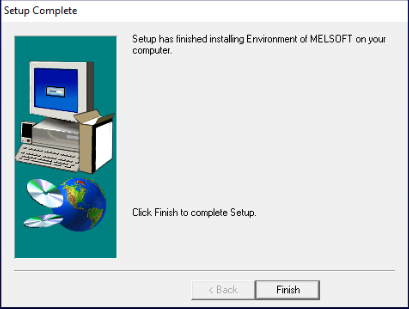 Setup Complete
Setup has finished installing Environment of MELSOFT on your
computer.
Click Finish to complete Setup.
< Back
Finish